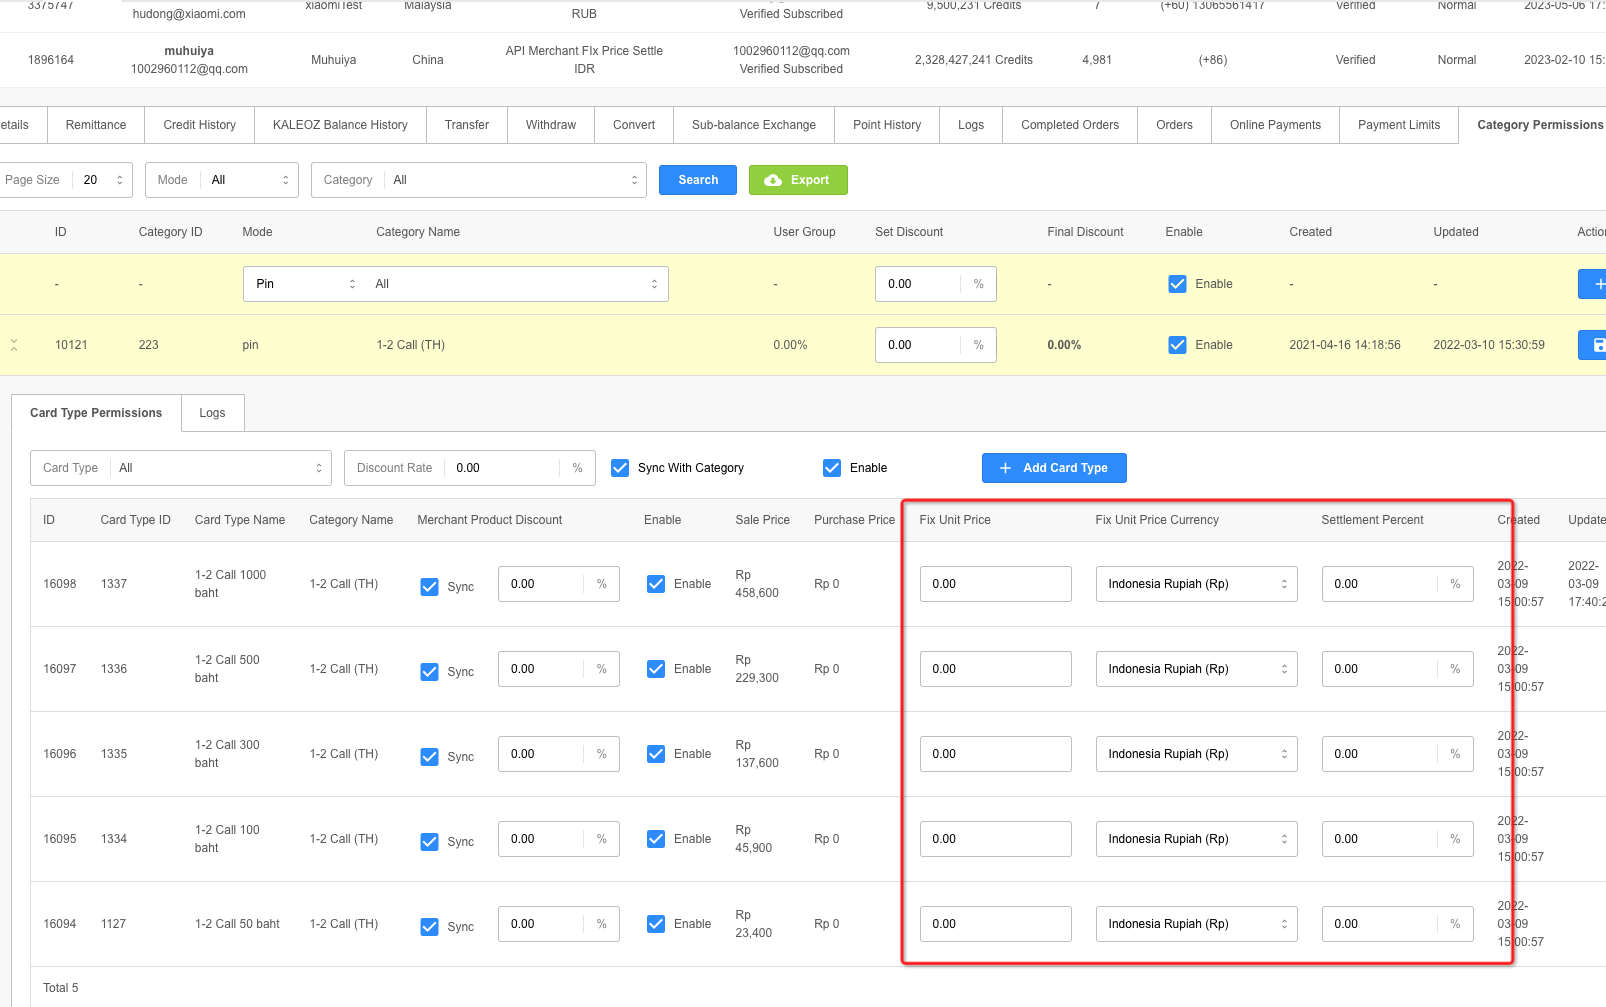 3375747 hudong@xiaomi.com xiaomiTest Malaysia RUB Verified Subscribed 9,500,231 Credits 7 (+60) 13065561417 Verified Normal 2023-05-06 17:
1896164 muhuiya 1002960112@qq.com Muhuiya China API Merchant FIx Price Settle IDR 1002960112@qq.com Verified Subscribed 2,328,427,241 Credits 4,981 (+86) Verified Normal 2023-02-10 15:
etails Remittance Credit History KALEOZ Balance History Transfer Withdraw Convert Sub-balance Exchange Point History Logs Completed Orders Orders Online Payments Payment Limits Category Permissions
Page Size 20 Mode All Category All Search Export
ID Category ID Mode Category Name User Group Set Discount Final Discount Enable Created Updated Action
- - Pin All - 0.00 % - Enable - -
10121 223 pin 1-2 Call (TH) 0.00% 0.00 % 0.00% Enable 2021-04-16 14:18:56 2022-03-10 15:30:59
Card Type Permissions Logs
Card Type All Discount Rate 0.00 % Sync With Category Enable + Add Card Type
ID Card Type ID Card Type Name Category Name Merchant Product Discount Enable Sale Price Purchase Price Fix Unit Price Fix Unit Price Currency Settlement Percent Created Update
16098 1337 1-2 Call 1000 baht 1-2 Call (TH) Sync 0.00 % Enable Rp 458,600 Rp 0 0.00 Indonesia Rupiah (Rp) 0.00 % 2022-03-09 15:00:57 2022-03-09 17:40:2
16097 1336 1-2 Call 500 baht 1-2 Call (TH) Sync 0.00 % Enable Rp 229,300 Rp 0 0.00 Indonesia Rupiah (Rp) 0.00 % 2022-03-09 15:00:57
16096 1335 1-2 Call 300 baht 1-2 Call (TH) Sync 0.00 % Enable Rp 137,600 Rp 0 0.00 Indonesia Rupiah (Rp) 0.00 % 2022-03-09 15:00:57
16095 1334 1-2 Call 100 baht 1-2 Call (TH) Sync 0.00 % Enable Rp 45,900 Rp 0 0.00 Indonesia Rupiah (Rp) 0.00 % 2022-03-09 15:00:57
16094 1127 1-2 Call 50 baht 1-2 Call (TH) Sync 0.00 % Enable Rp 23,400 Rp 0 0.00 Indonesia Rupiah (Rp) 0.00 % 2022-03-09 15:00:57
Total 5